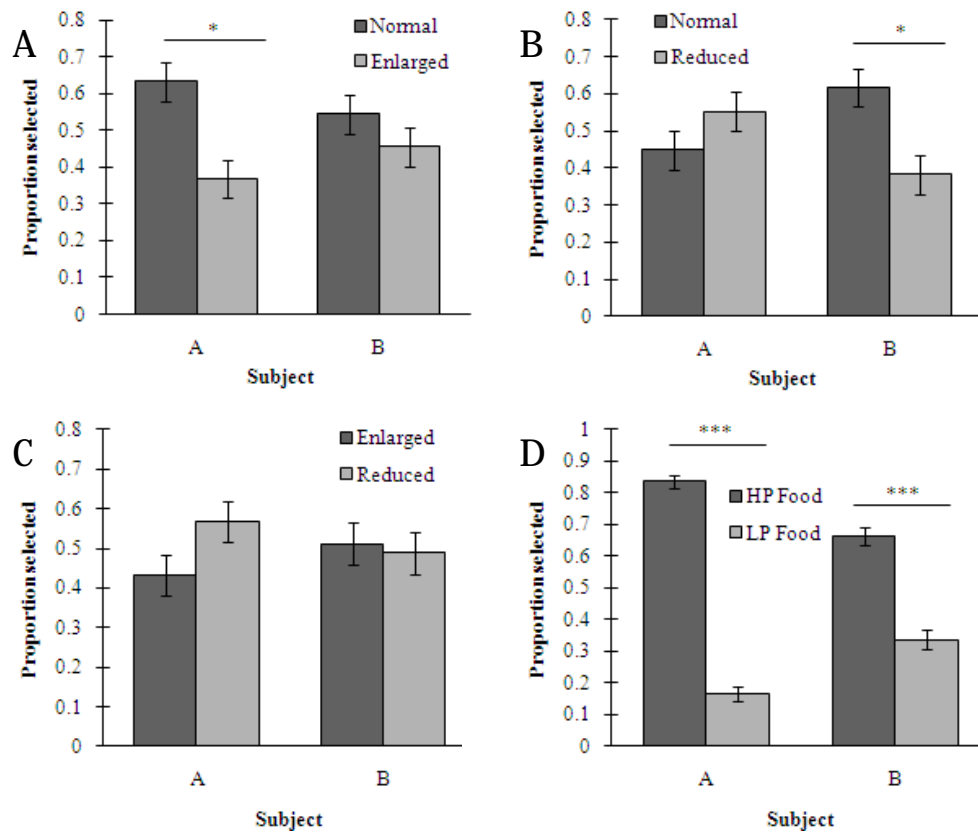 A
Proportion selected
0.8
0.7
0.6
0.5
0.4
0.3
0.2
0.1
0
*
Normal
Enlarged
A B
Subject
B
Proportion selected
0.8
0.7
0.6
0.5
0.4
0.3
0.2
0.1
0
Normal
Reduced
*
A B
Subject
C
Proportion selected
0.8
0.7
0.6
0.5
0.4
0.3
0.2
0.1
0
Enlarged
Reduced
A B
Subject
D
Proportion selected
1
0.9
0.8
0.7
0.6
0.5
0.4
0.3
0.2
0.1
0
***
HP Food
LP Food
***
A B
Subject